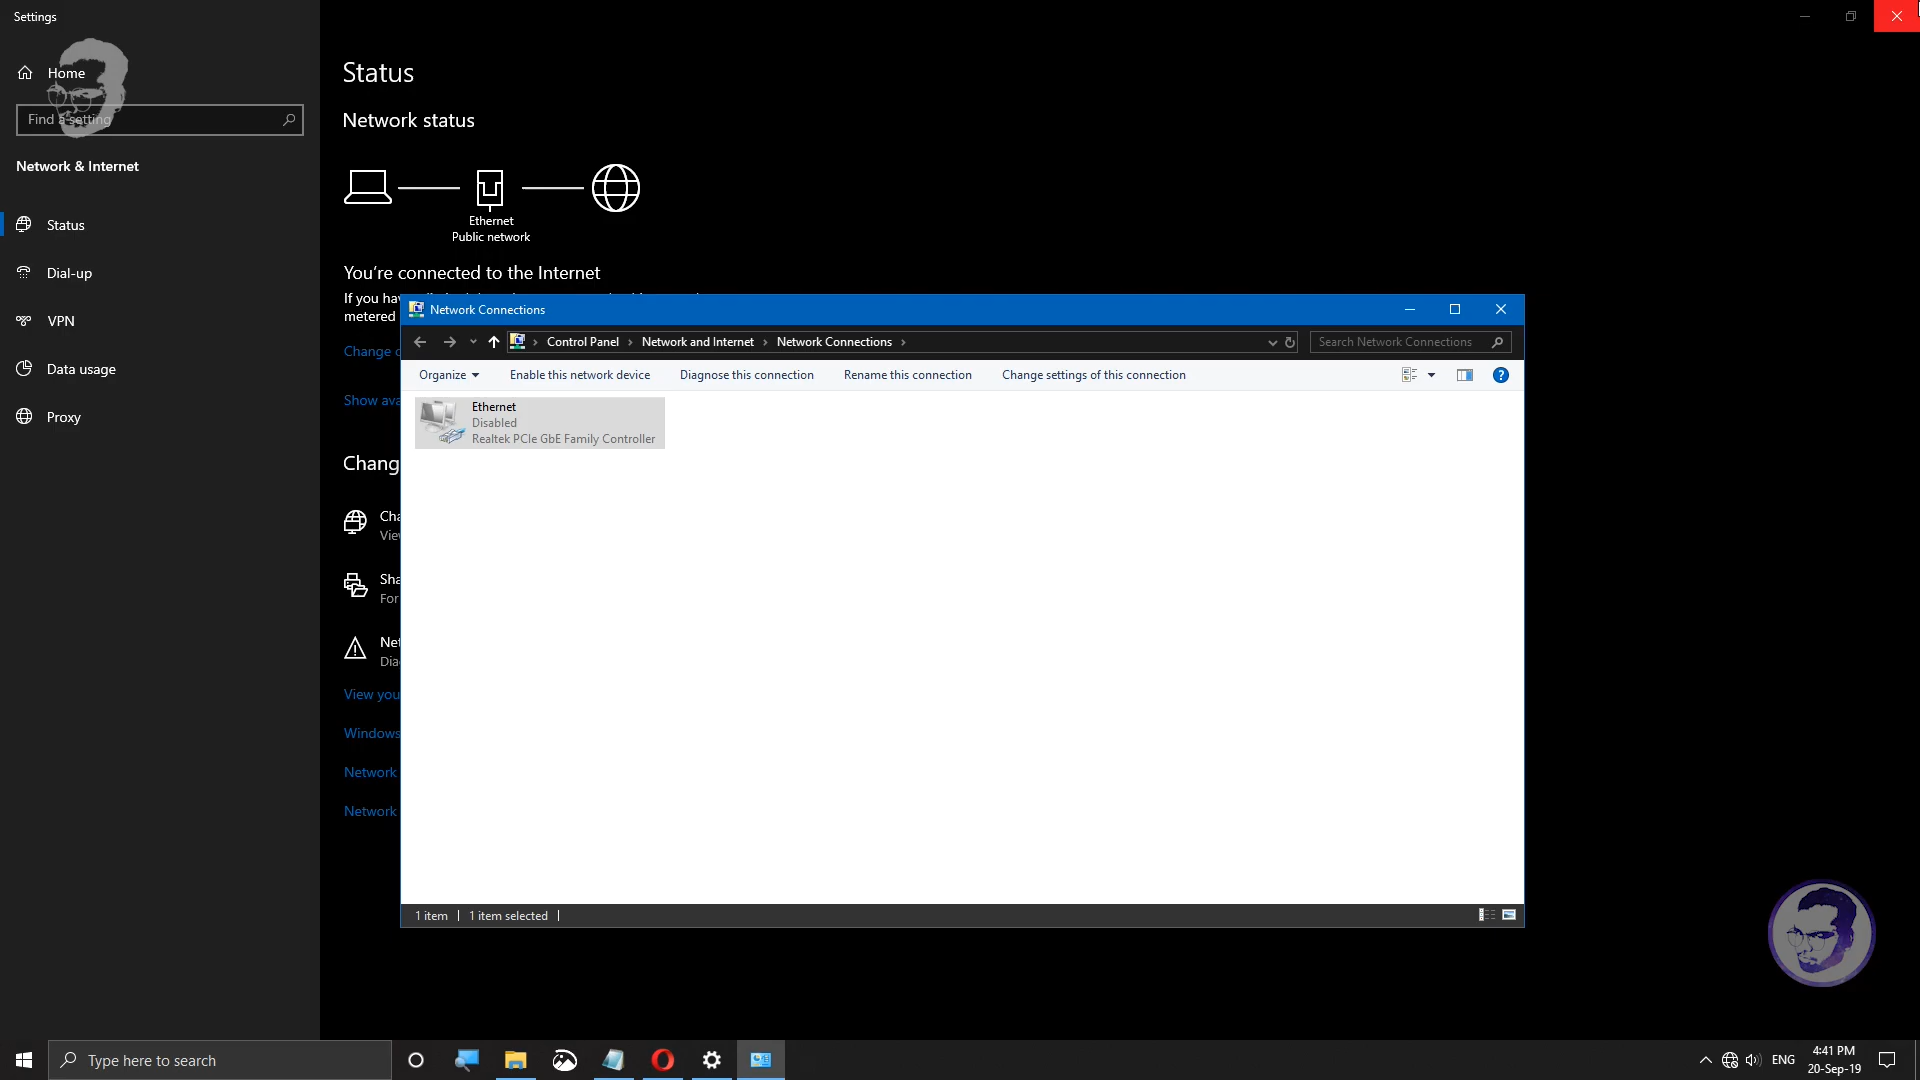 Settings
Home
Find a setting
Network & Internet
Status
Dial-up
VPN
Data usage
Proxy
Status
Network status
Ethernet
Public network
You're connected to the Internet
If you hav
metered
Change
Show ava
Chang
Cha
Vie
Sha
For
Net
Dia
View you
Windows
Network
Network
Network Connections
Control Panel
Network and Internet
Network Connections
Search Network Connections
Organize
Enable this network device
Diagnose this connection
Rename this connection
Change settings of this connection
Ethernet
Disabled
Realtek PCIe GbE Family Controller
1 item
1 item selected
Type here to search
ENG
4:41 PM
20-Sep-19